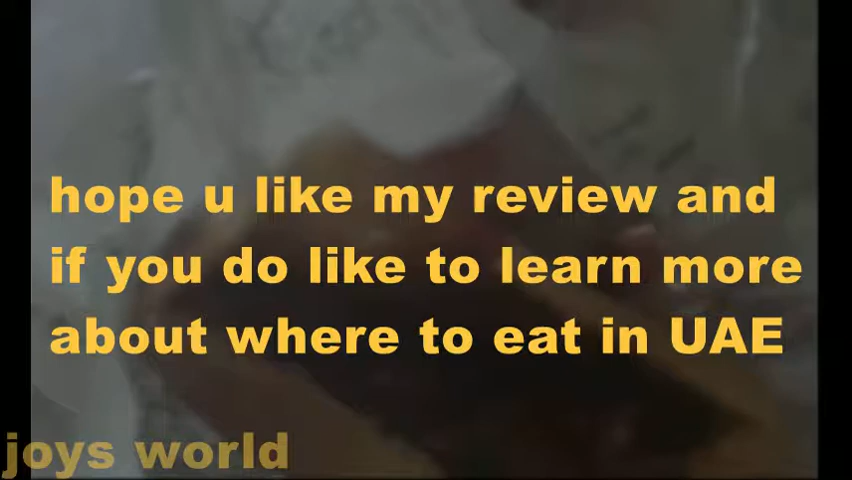 hope u like my review and
if you do like to learn more
about where to eat in UAE
joys world